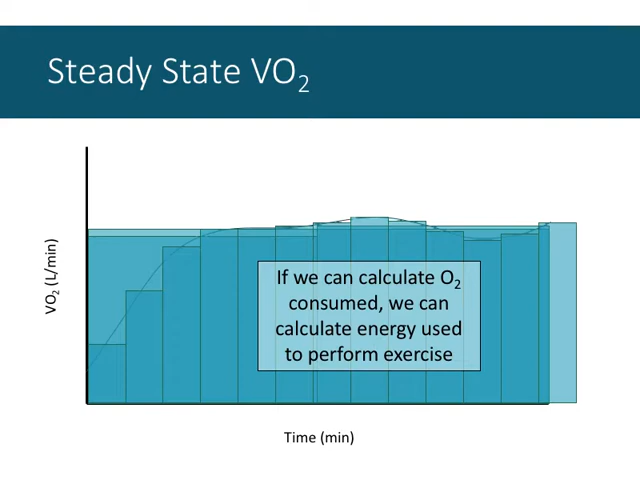 Steady State VO₂
VO₂ (L/min)
If we can calculate O₂
consumed, we can
calculate energy used
to perform exercise
Time (min)